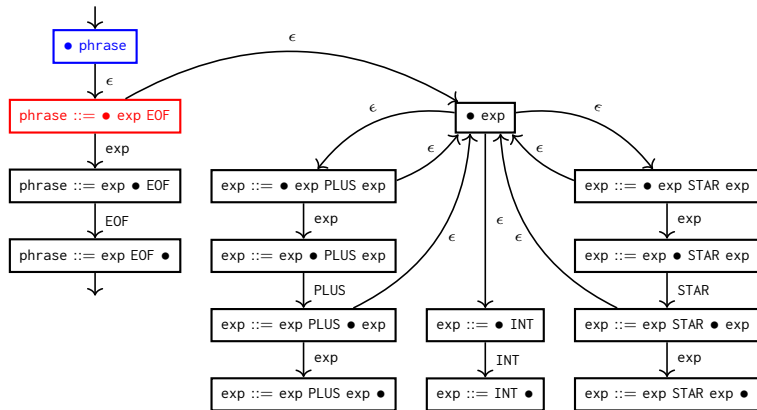 ● phrase
ϵ
ϵ
phrase ::= ● exp EOF
● exp
exp
ϵ
ϵ
ϵ
ϵ
phrase ::= exp ● EOF
exp ::= ● exp PLUS exp
exp ::= ● exp STAR exp
EOF
exp
ϵ
ϵ
ϵ
exp
phrase ::= exp EOF ●
exp ::= exp ● PLUS exp
exp ::= exp ● STAR exp
PLUS
STAR
exp ::= exp PLUS ● exp
exp ::= ● INT
exp ::= exp STAR ● exp
exp
INT
exp
exp ::= exp PLUS exp ●
exp ::= INT ●
exp ::= exp STAR exp ●